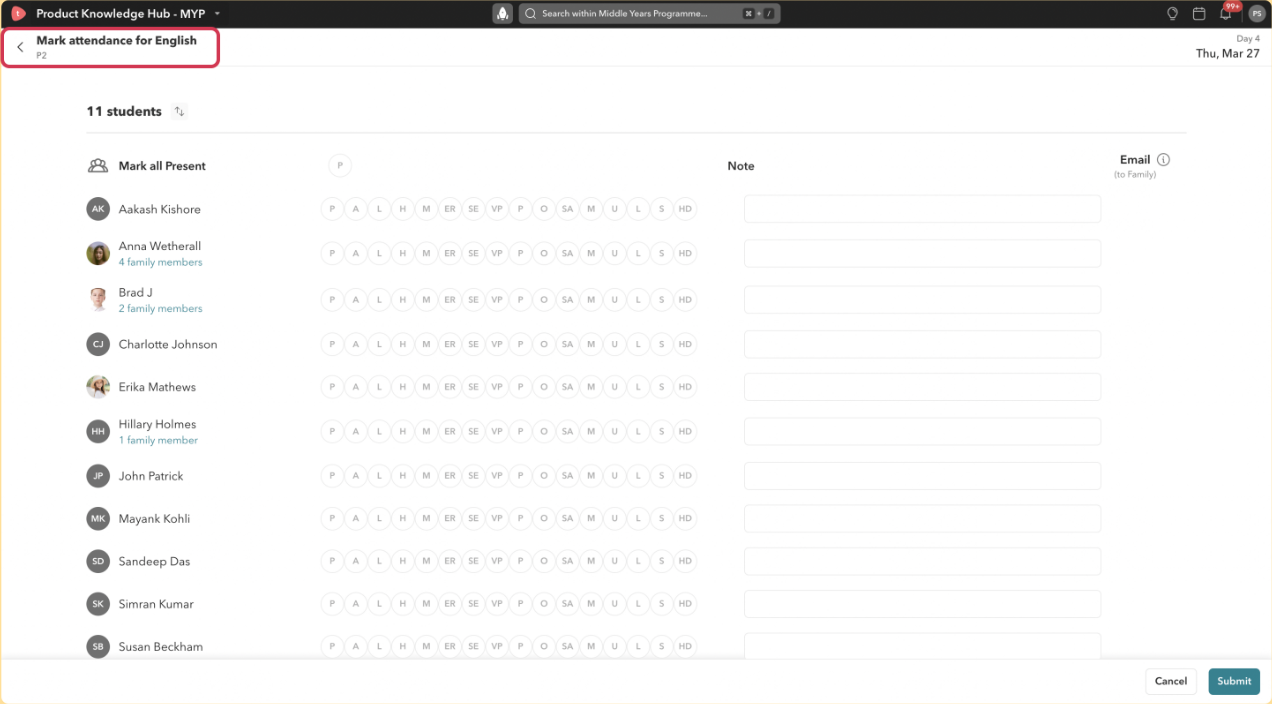 t Product Knowledge Hub - MYP
Search within Middle Years Programme... ⌘ + /
99+
PS
Mark attendance for English
P2
Day 4
Thu, Mar 27
11 students
Mark all Present P Note Email
(to Family)
AK Aakash Kishore P A L H M ER SE VP P O SA M U L S HD
Anna Wetherall
4 family members
P A L H M ER SE VP P O SA M U L S HD
Brad J
2 family members
P A L H M ER SE VP P O SA M U L S HD
CJ Charlotte Johnson P A L H M ER SE VP P O SA M U L S HD
Erika Mathews P A L H M ER SE VP P O SA M U L S HD
HH Hillary Holmes
1 family member
P A L H M ER SE VP P O SA M U L S HD
JP John Patrick P A L H M ER SE VP P O SA M U L S HD
MK Mayank Kohli P A L H M ER SE VP P O SA M U L S HD
SD Sandeep Das P A L H M ER SE VP P O SA M U L S HD
SK Simran Kumar P A L H M ER SE VP P O SA M U L S HD
SB Susan Beckham P A L H M ER SE VP P O SA M U L S HD
Cancel Submit